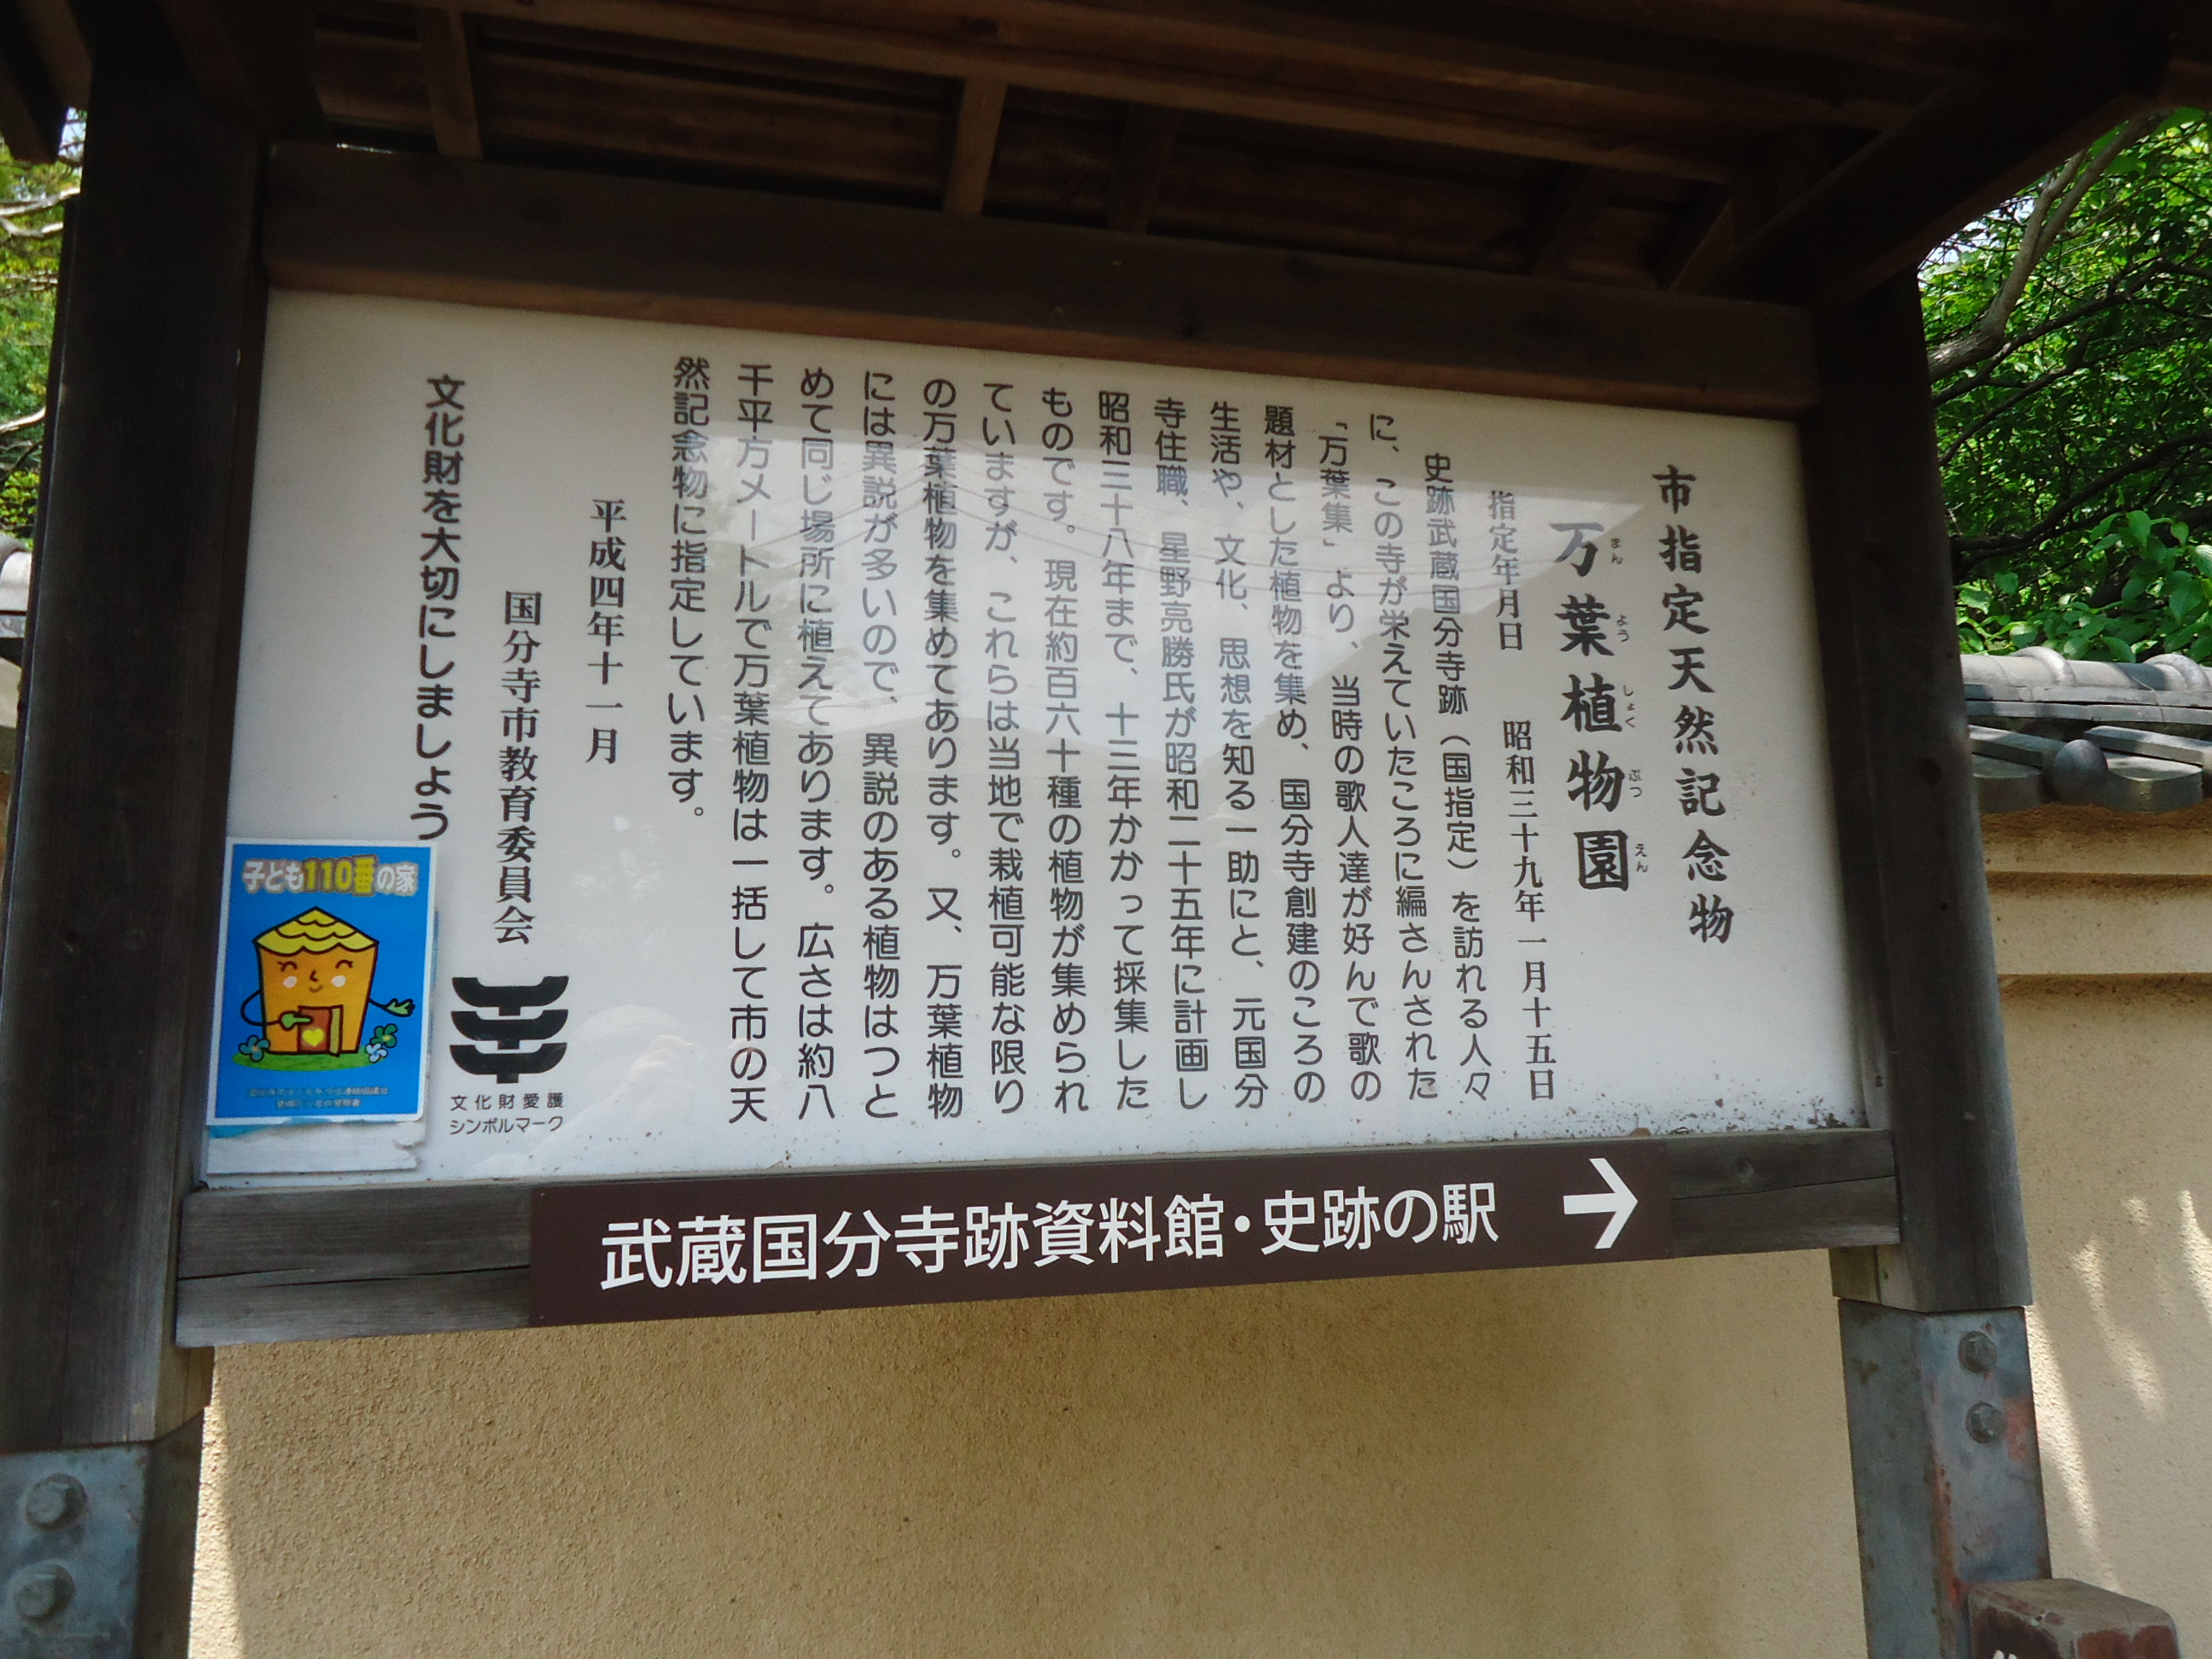 市指定天然記念物
万葉植物園
まんようしょくぶつえん
指定年月日 昭和三十九年一月十五日
史跡武蔵国分寺跡（国指定）を訪れる人々
に、この寺が栄えていたころに編さんされた
「万葉集」より、当時の歌人達が好んで歌の
題材とした植物を集め、国分寺創建のころの
生活や、文化、思想を知る一助にと、元国分
寺住職、星野亮勝氏が昭和二十五年に計画し
昭和三十八年まで、十三年かかって採集した
ものです。現在約百六十種の植物が集められ
ていますが、これらは当地で栽植可能な限り
の万葉植物を集めてあります。又、万葉植物
には異説が多いので、異説のある植物はつと
めて同じ場所に植えてあります。広さは約八
千平方メートルで万葉植物は一括して市の天
然記念物に指定しています。
平成四年十一月
国分寺市教育委員会
文化財を大切にしましょう
文化財愛護
シンボルマーク
子ども110番の家
武蔵国分寺跡資料館・史跡の駅 →